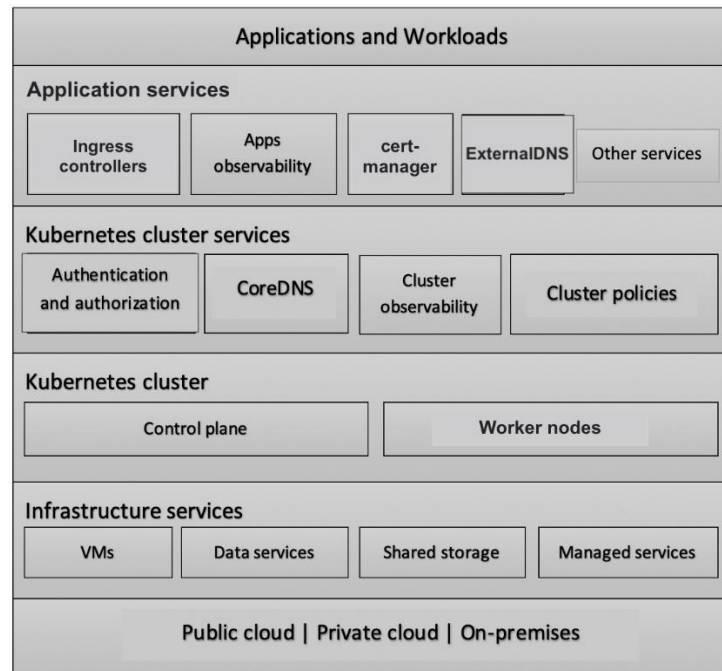 Applications and Workloads
Application services
Ingress
controllers
Apps
observability
cert-
manager
ExternalDNS
Other services
Kubernetes cluster services
Authentication
and authorization
CoreDNS
Cluster
observability
Cluster policies
Kubernetes cluster
Control plane
Worker nodes
Infrastructure services
VMs
Data services
Shared storage
Managed services
Public cloud | Private cloud | On-premises